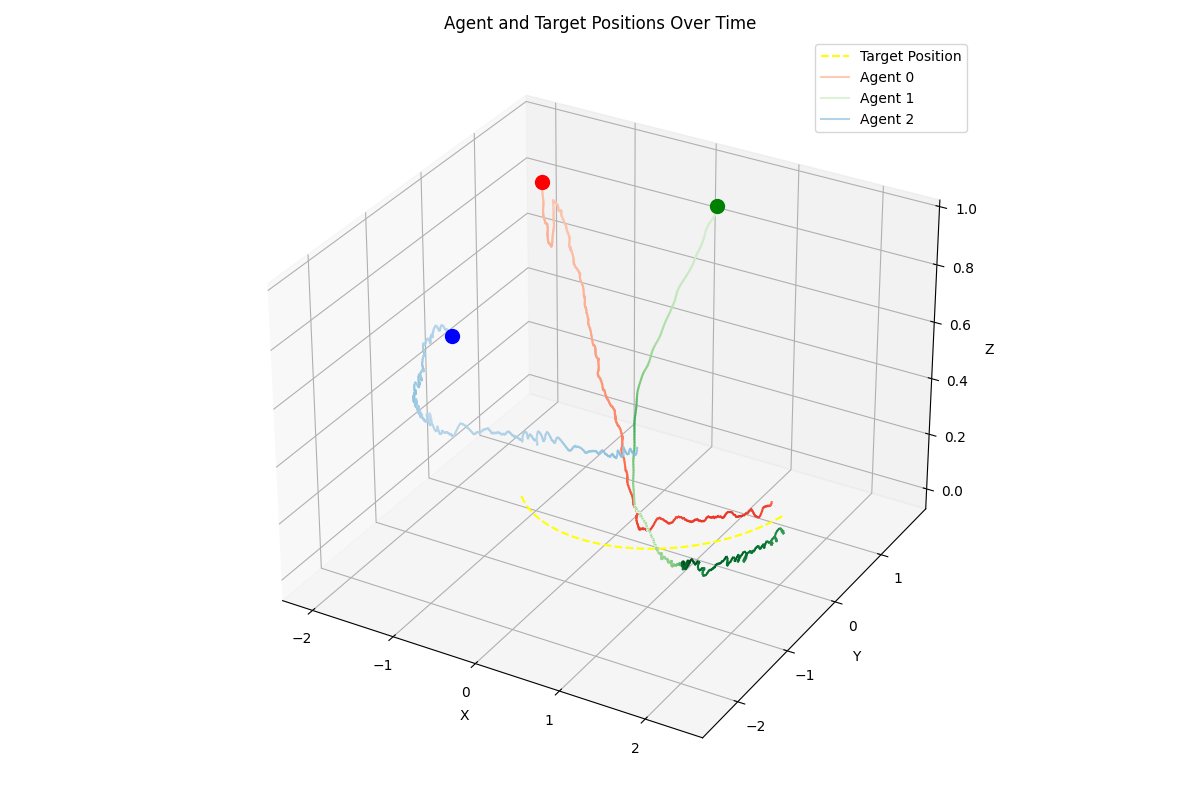 Agent and Target Positions Over Time
Target Position
Agent 0
Agent 1
Agent 2
1.0
0.8
0.6
Z
0.4
0.2
0.0
1
0
Y
−1
−2
−2
−1
0
X
1
2